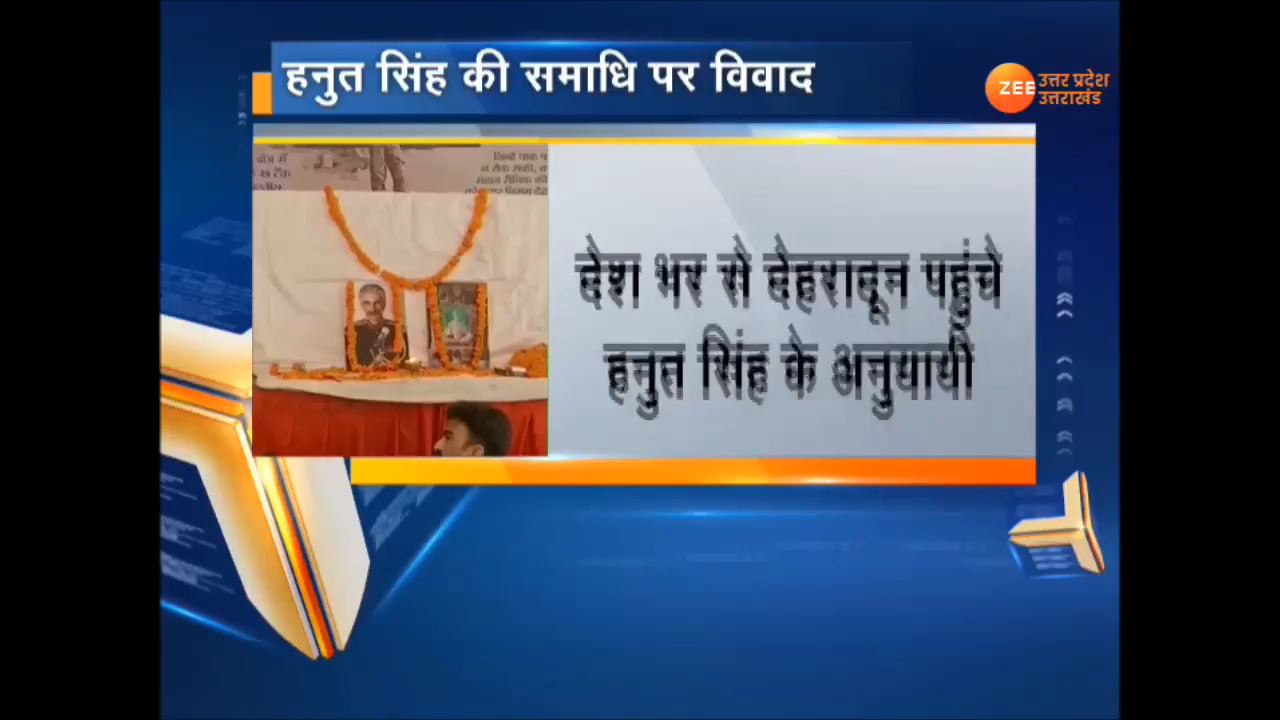 हनुत सिंह की समाधि पर विवाद
ZEE उत्तर प्रदेश
उत्तराखंड
देश भर से देहरादून पहुंचे
हनुत सिंह के अनुयायी